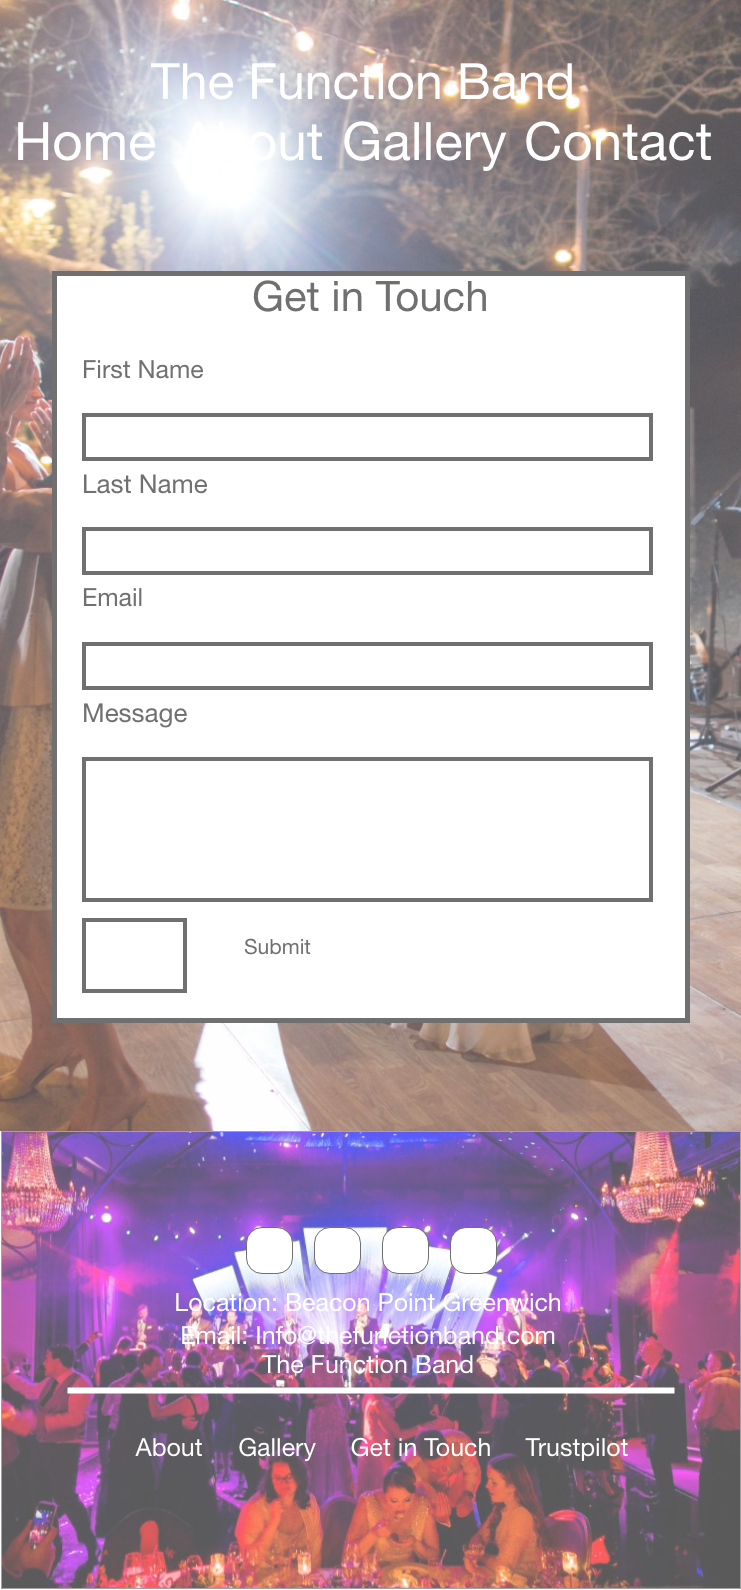 The Function Band
Home About Gallery Contact
Get in Touch
First Name
Last Name
Email
Message
Submit
Location: Beacon Point Greenwich
Email: Info@thefunctionband.com
The Function Band
About Gallery Get in Touch Trustpilot